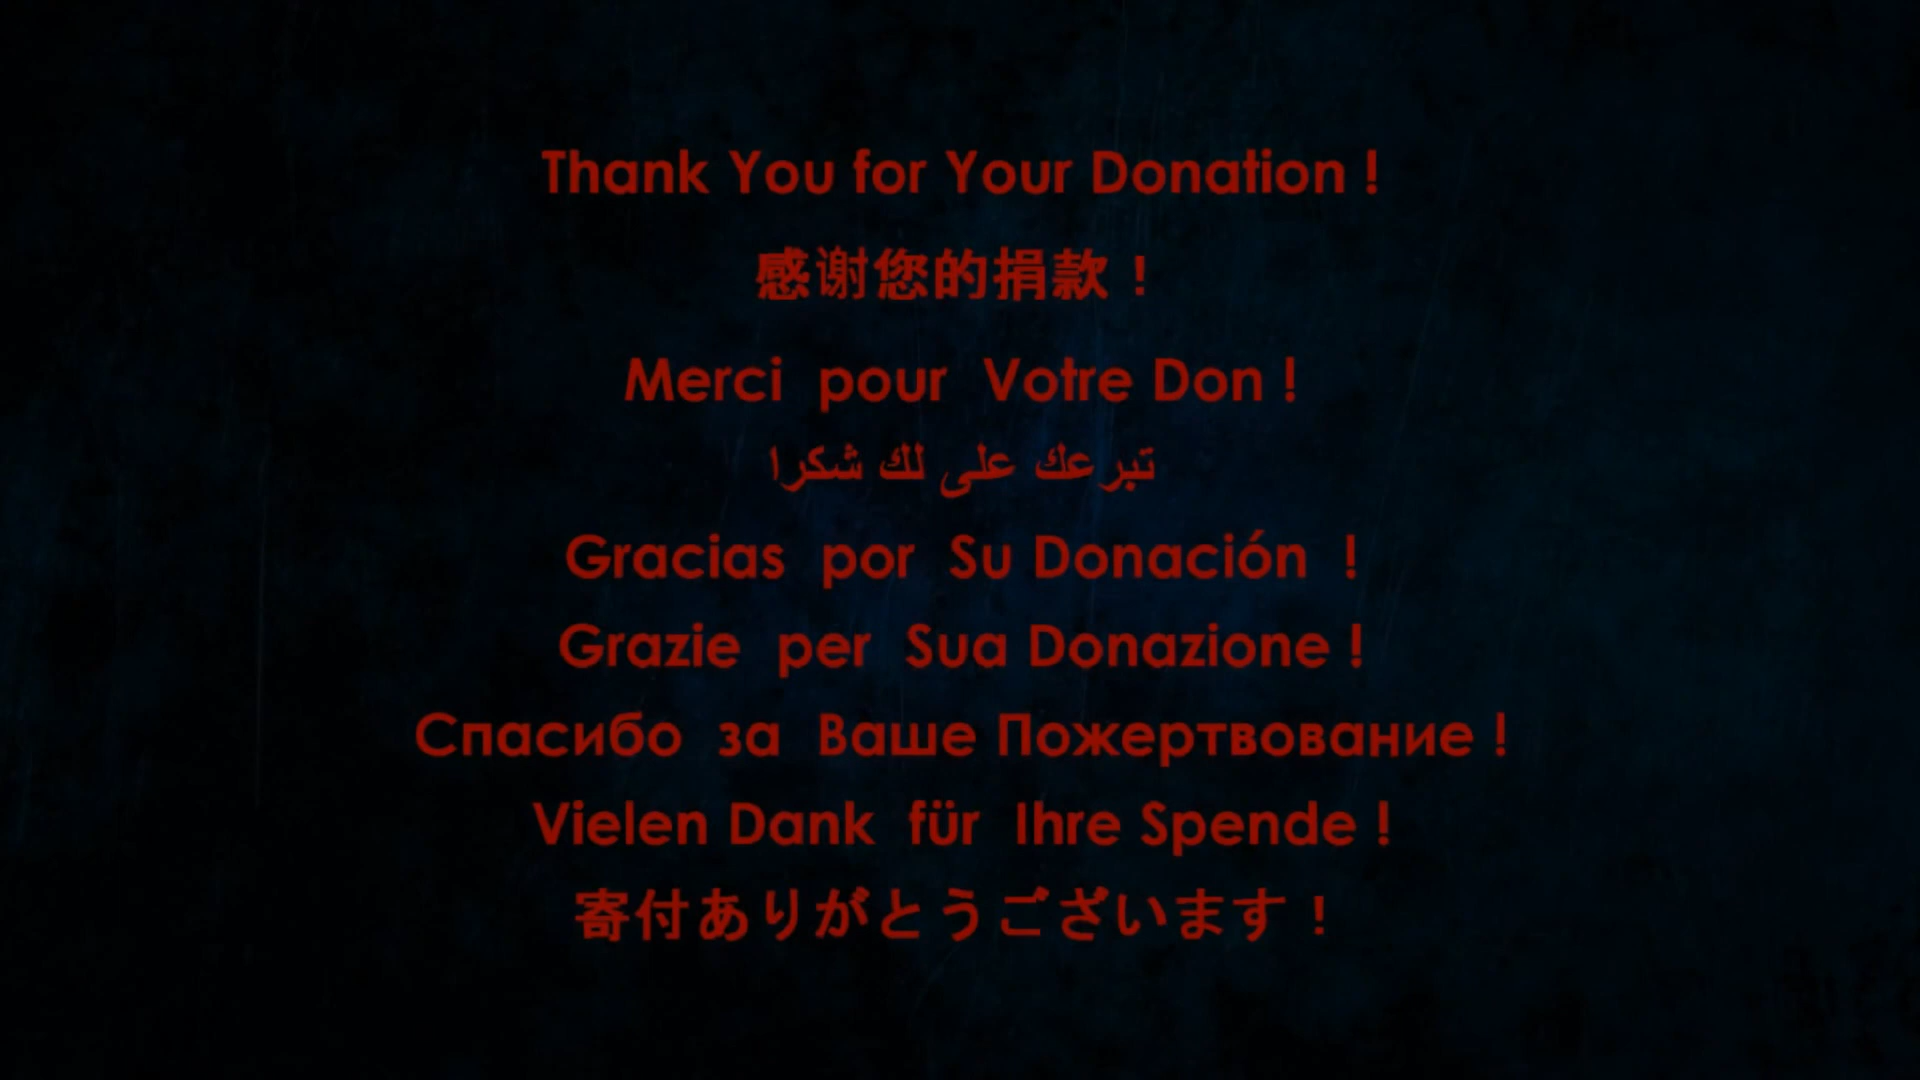 Thank You for Your Donation !
感谢您的捐款 !
Merci pour Votre Don !
تبرعك على لك شكرا
Gracias por Su Donación !
Grazie per Sua Donazione !
Спасибо за Ваше Пожертвование !
Vielen Dank für Ihre Spende !
寄付ありがとうございます !